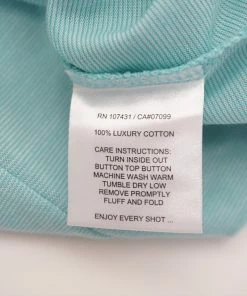 RN 107431 / CA#07099
100% LUXURY COTTON
CARE INSTRUCTIONS:
TURN INSIDE OUT
BUTTON TOP BUTTON
MACHINE WASH WARM
TUMBLE DRY LOW
REMOVE PROMPTLY
FLUFF AND FOLD
ENJOY EVERY SHOT ...